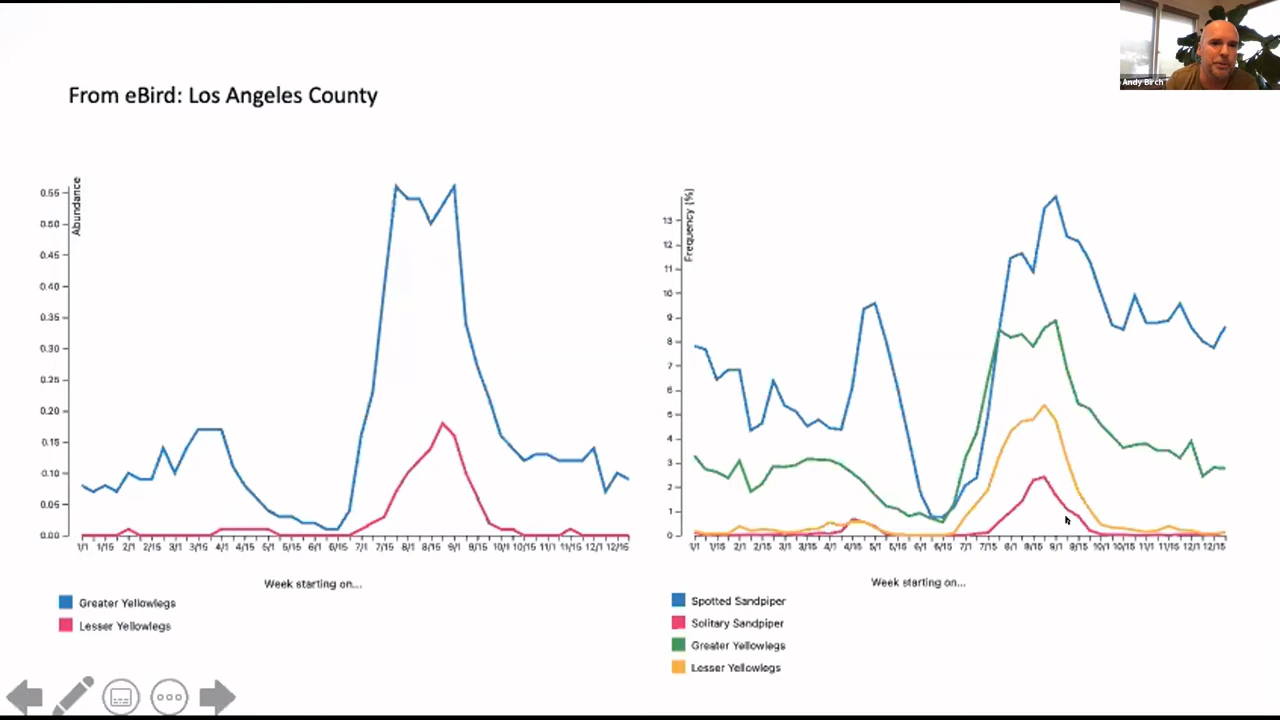 Andy Birch
From eBird: Los Angeles County
Abundance
0.55
0.50
0.45
0.40
0.35
0.30
0.25
0.20
0.15
0.10
0.05
0.00
1/1 1/15 2/1 2/15 3/1 3/15 4/1 4/15 5/1 5/15 6/1 6/15 7/1 7/15 8/1 8/15 9/1 9/15 10/1 10/15 11/1 11/15 12/1 12/15
Week starting on...
Greater Yellowlegs
Lesser Yellowlegs
Frequency (%)
13
12
11
10
9
8
7
6
5
4
3
2
1
0
1/1 1/15 2/1 2/15 3/1 3/15 4/1 4/15 5/1 5/15 6/1 6/15 7/1 7/15 8/1 8/15 9/1 9/15 10/1 10/15 11/1 11/15 12/1 12/15
Week starting on...
Spotted Sandpiper
Solitary Sandpiper
Greater Yellowlegs
Lesser Yellowlegs